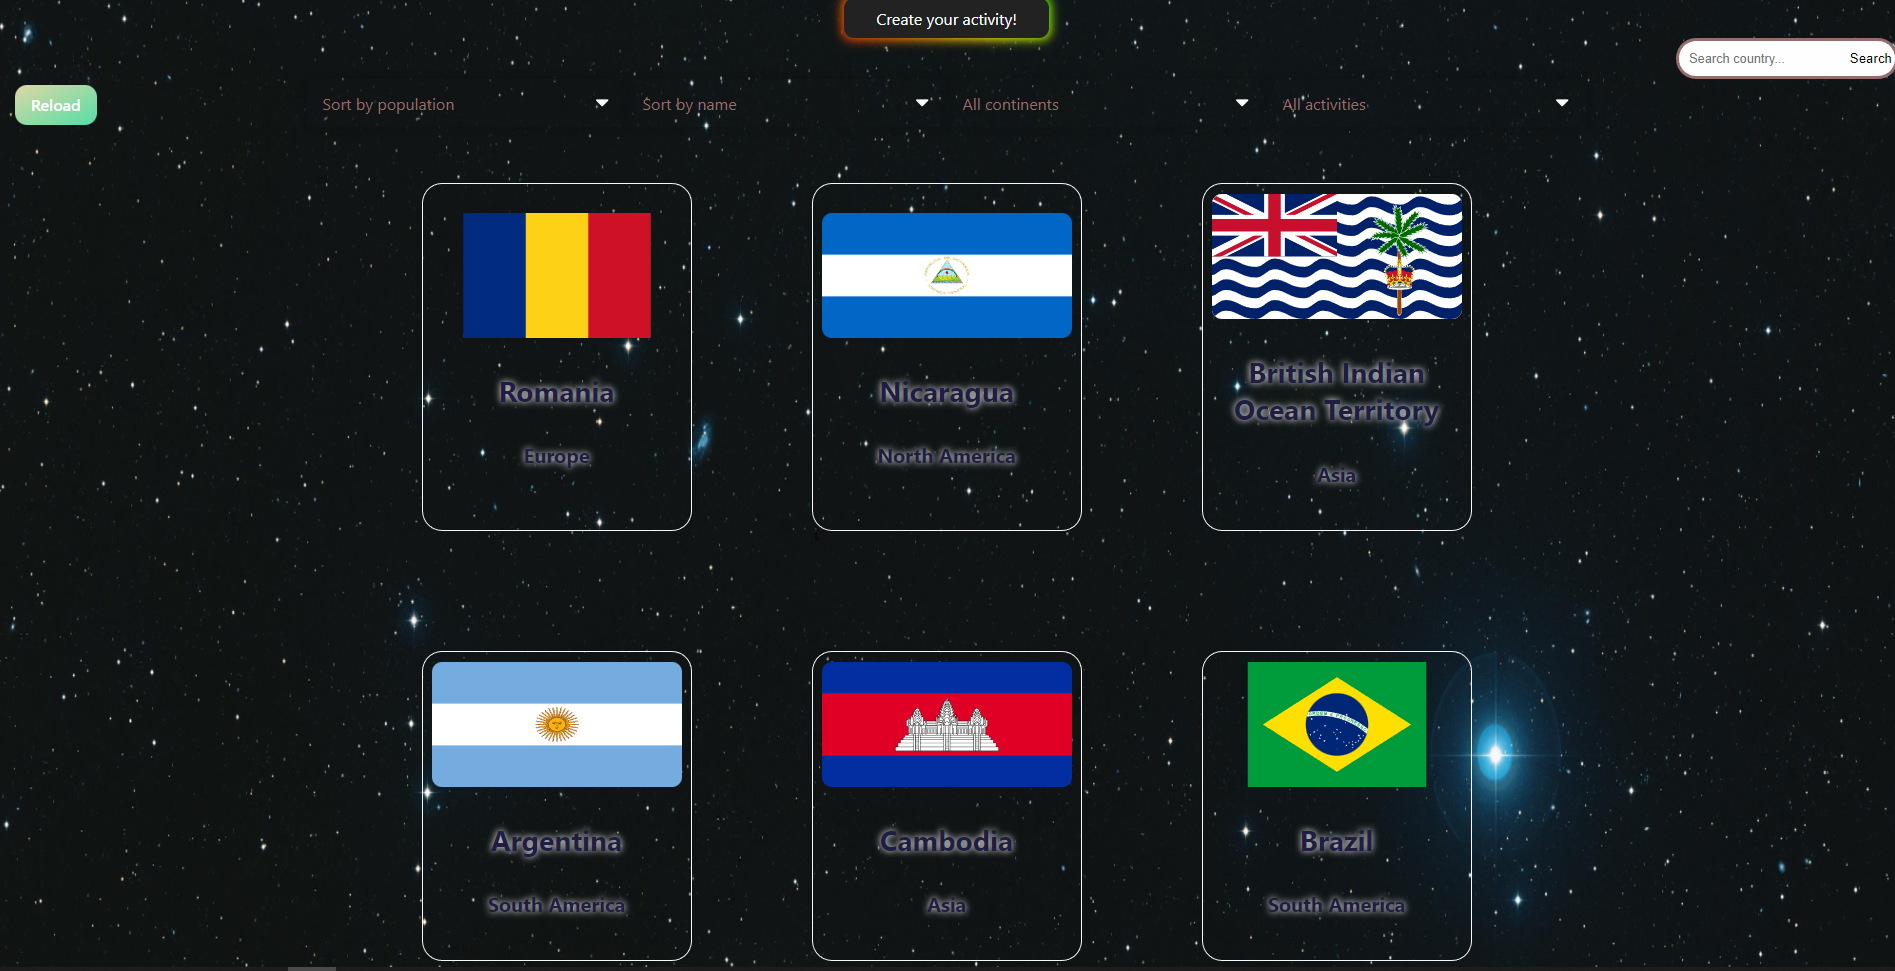 Create your activity!
Search country...
Search
Reload
Sort by population
Sort by name
All continents
All activities
Romania
Europe
Nicaragua
North America
British Indian
Ocean Territory
Asia
Argentina
South America
Cambodia
Asia
Brazil
South America